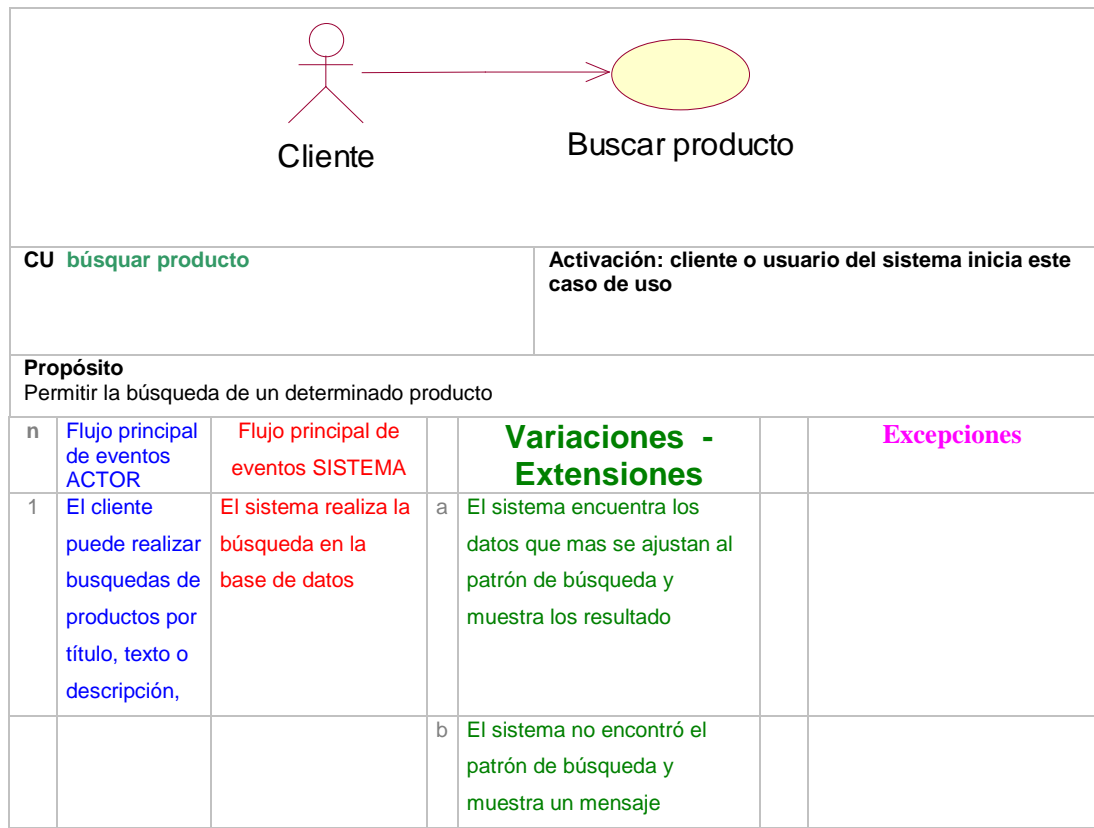 Cliente
Buscar producto
CU búsquar producto
Activación: cliente o usuario del sistema inicia este
caso de uso
Propósito
Permitir la búsqueda de un determinado producto
n
Flujo principal
de eventos
ACTOR
Flujo principal de
eventos SISTEMA
Variaciones -
Extensiones
Excepciones
1
El cliente
puede realizar
busquedas de
productos por
título, texto o
descripción,
El sistema realiza la
búsqueda en la
base de datos
a
El sistema encuentra los
datos que mas se ajustan al
patrón de búsqueda y
muestra los resultado
b
El sistema no encontró el
patrón de búsqueda y
muestra un mensaje